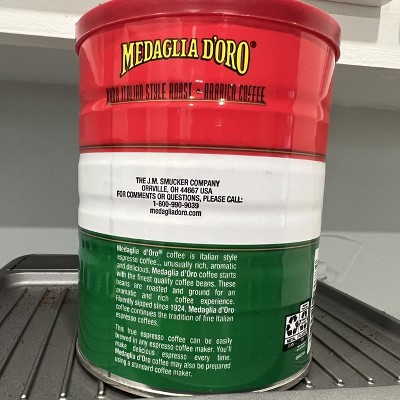 MEDAGLIA D'ORO®
ITALIAN STYLE ROAST • ARABICA COFFEE
THE J.M. SMUCKER COMPANY
ORRVILLE, OH 44667 USA
FOR COMMENTS OR QUESTIONS, PLEASE CALL:
1-800-990-9039
medagliadoro.com
Medaglia d'Oro® coffee is Italian style
espresso coffee... unusually rich, aromatic
and delicious. Medaglia d'Oro coffee starts
with the finest quality coffee beans. These
beans are roasted and ground for an
aromatic and rich coffee experience.
Fluently sipped since 1924, Medaglia d'Oro
coffee continues the tradition of fine Italian
espresso coffees.
This true espresso coffee can be easily
brewed in any espresso coffee maker. You'll
make delicious espresso every time.
Medaglia d'Oro coffee may also be prepared
using a standard coffee maker.